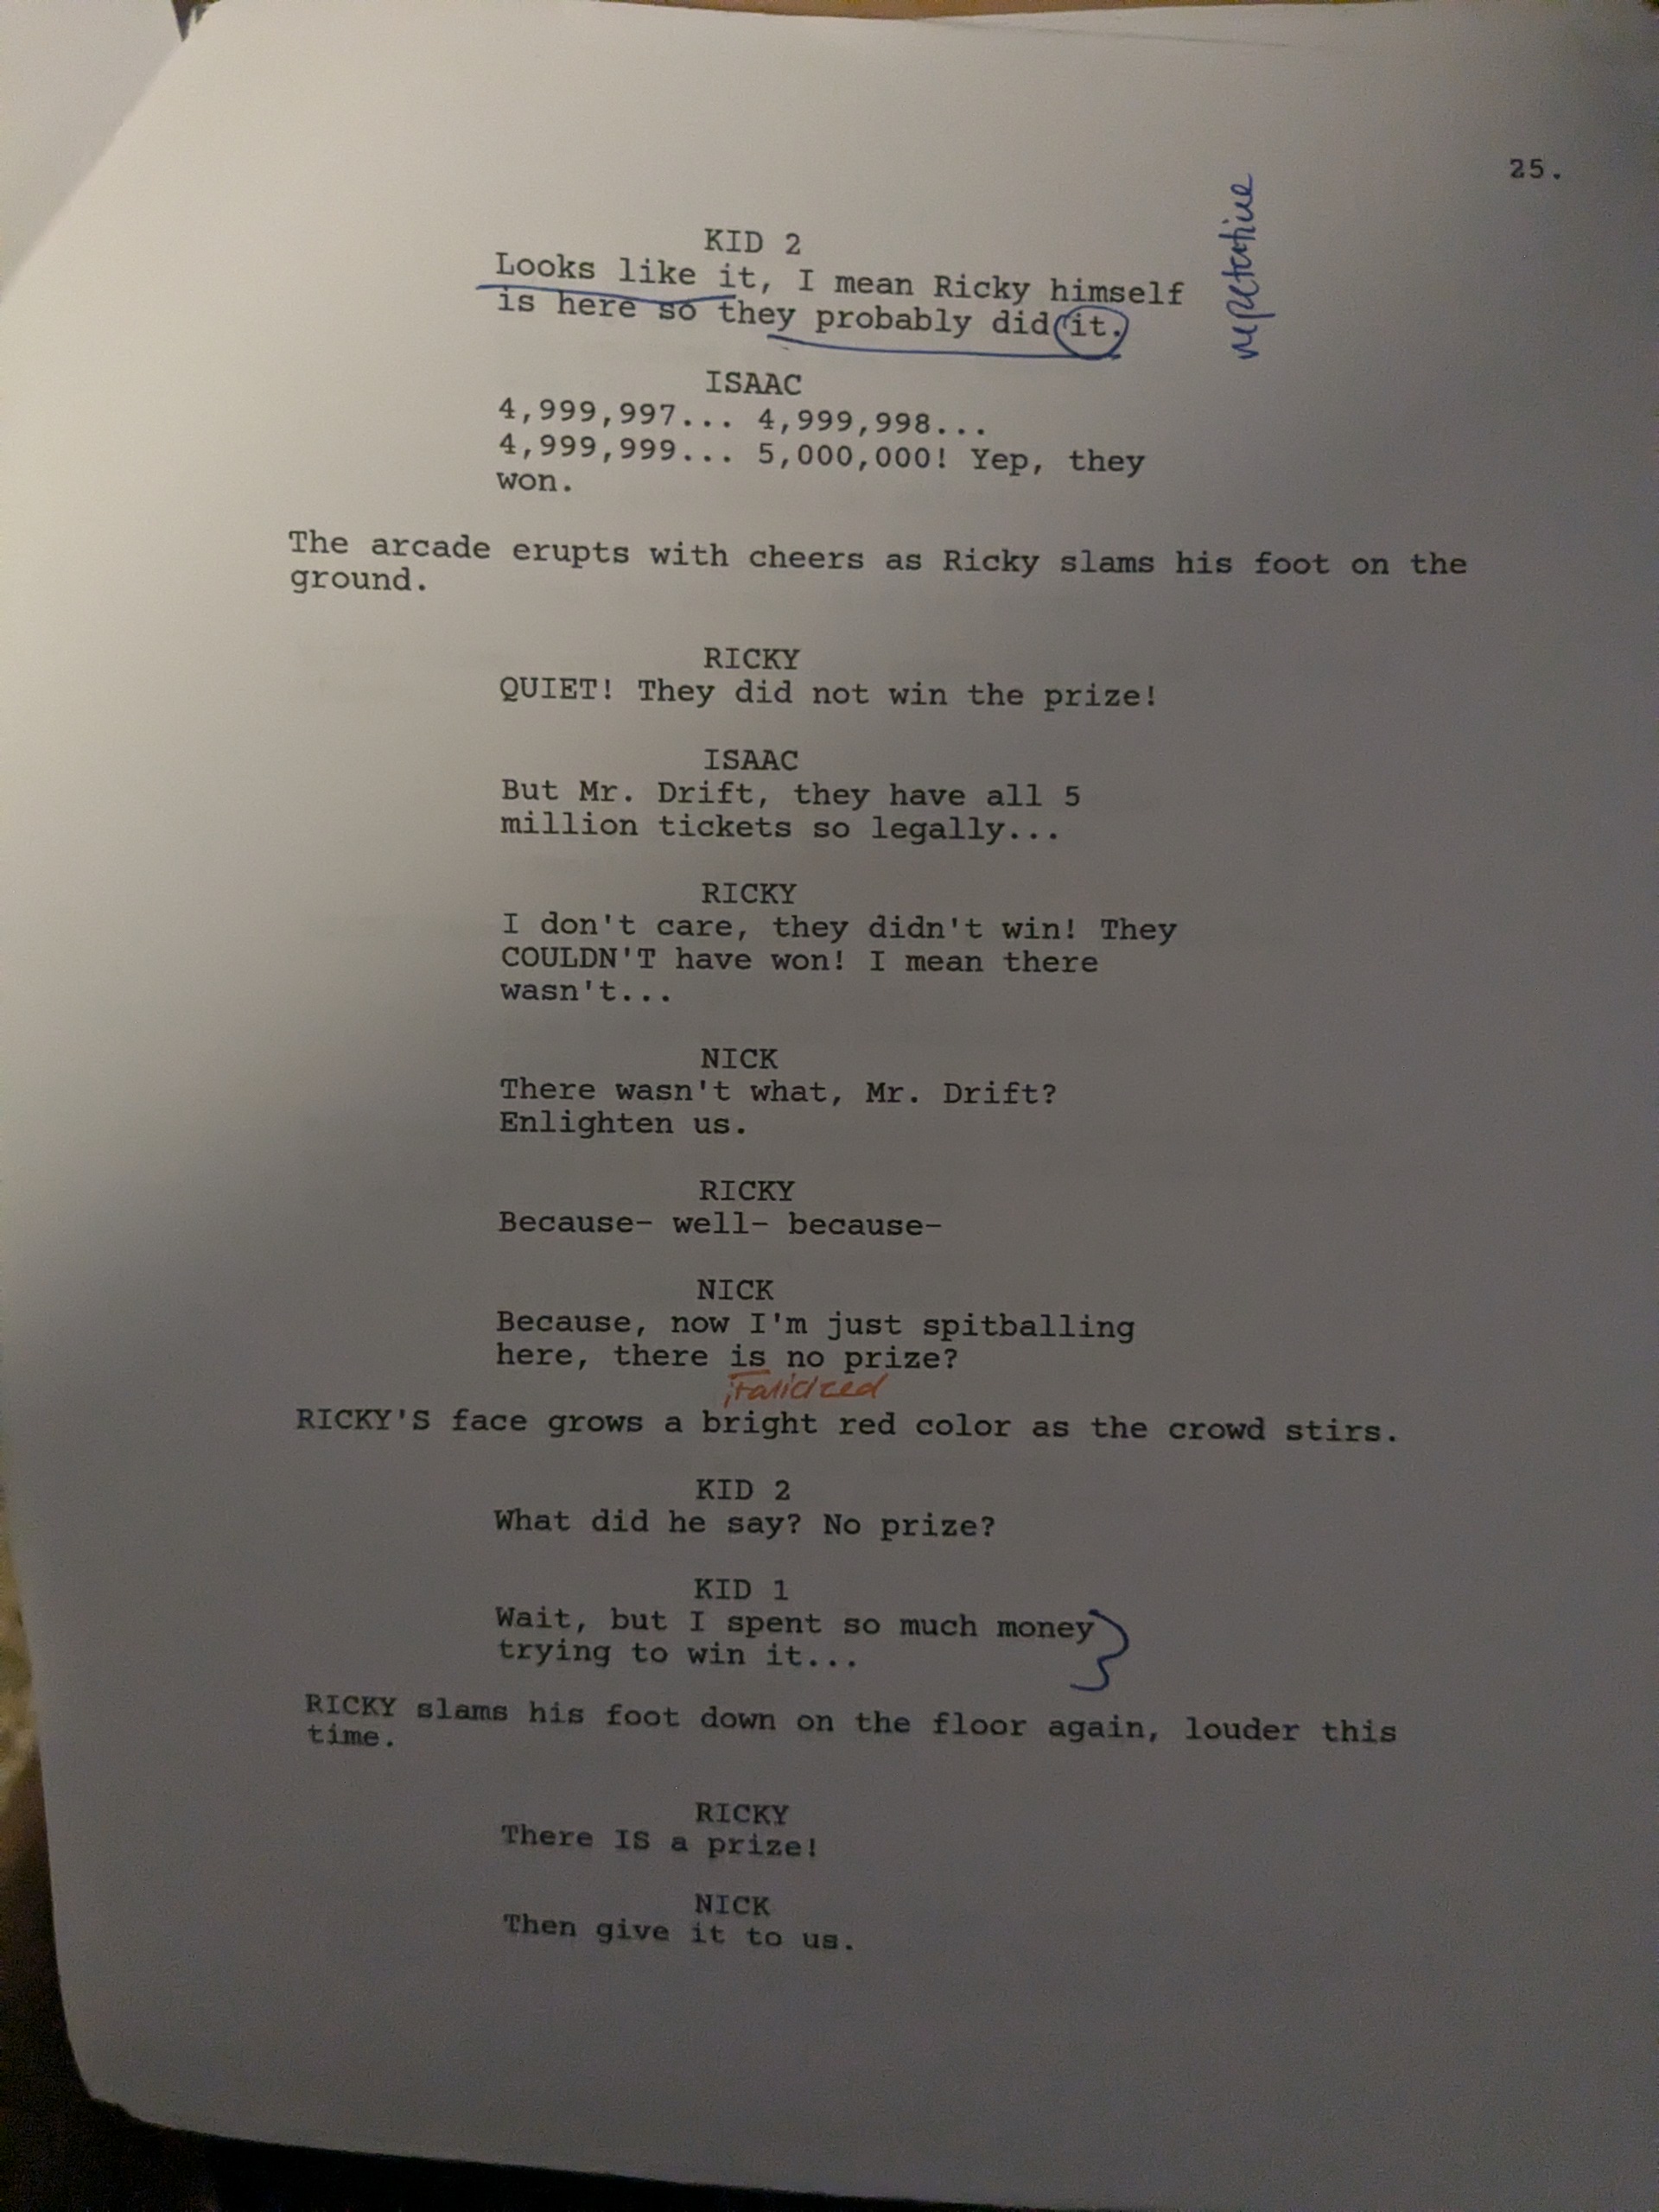 25.
repetative
KID 2
Looks like it, I mean Ricky himself
is here so they probably did it.
ISAAC
4,999,997... 4,999,998...
4,999,999... 5,000,000! Yep, they
won.
The arcade erupts with cheers as Ricky slams his foot on the
ground.
RICKY
QUIET! They did not win the prize!
ISAAC
But Mr. Drift, they have all 5
million tickets so legally...
RICKY
I don't care, they didn't win! They
COULDN'T have won! I mean there
wasn't...
NICK
There wasn't what, Mr. Drift?
Enlighten us.
RICKY
Because- well- because-
NICK
Because, now I'm just spitballing
here, there is no prize?
italicized
RICKY'S face grows a bright red color as the crowd stirs.
KID 2
What did he say? No prize?
KID 1
Wait, but I spent so much money
trying to win it...
RICKY slams his foot down on the floor again, louder this
time.
RICKY
There IS a prize!
NICK
Then give it to us.